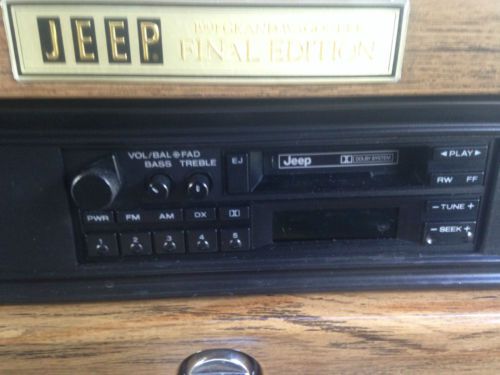 JEEP
1991 GRAND WAGONEER
FINAL EDITION
VOL/BAL FAD
BASS TREBLE
EJ
Jeep DOLBY SYSTEM
PLAY
RW FF
PWR FM AM DX
- TUNE +
1 2 3 4 5
- SEEK +